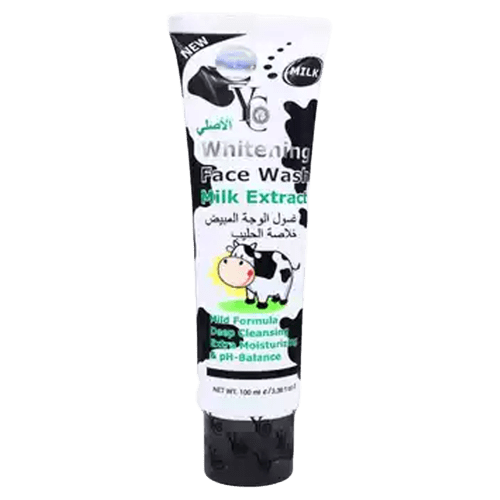 NEW
MILK
YC
الأصلي
Whitening
Face Wash
Milk Extract
غسول الوجة المبيض
خلاصة الحليب
Mild Formula
Deep Cleansing
Extra Moisturizing
& pH-Balance
NET WT. 100 ml